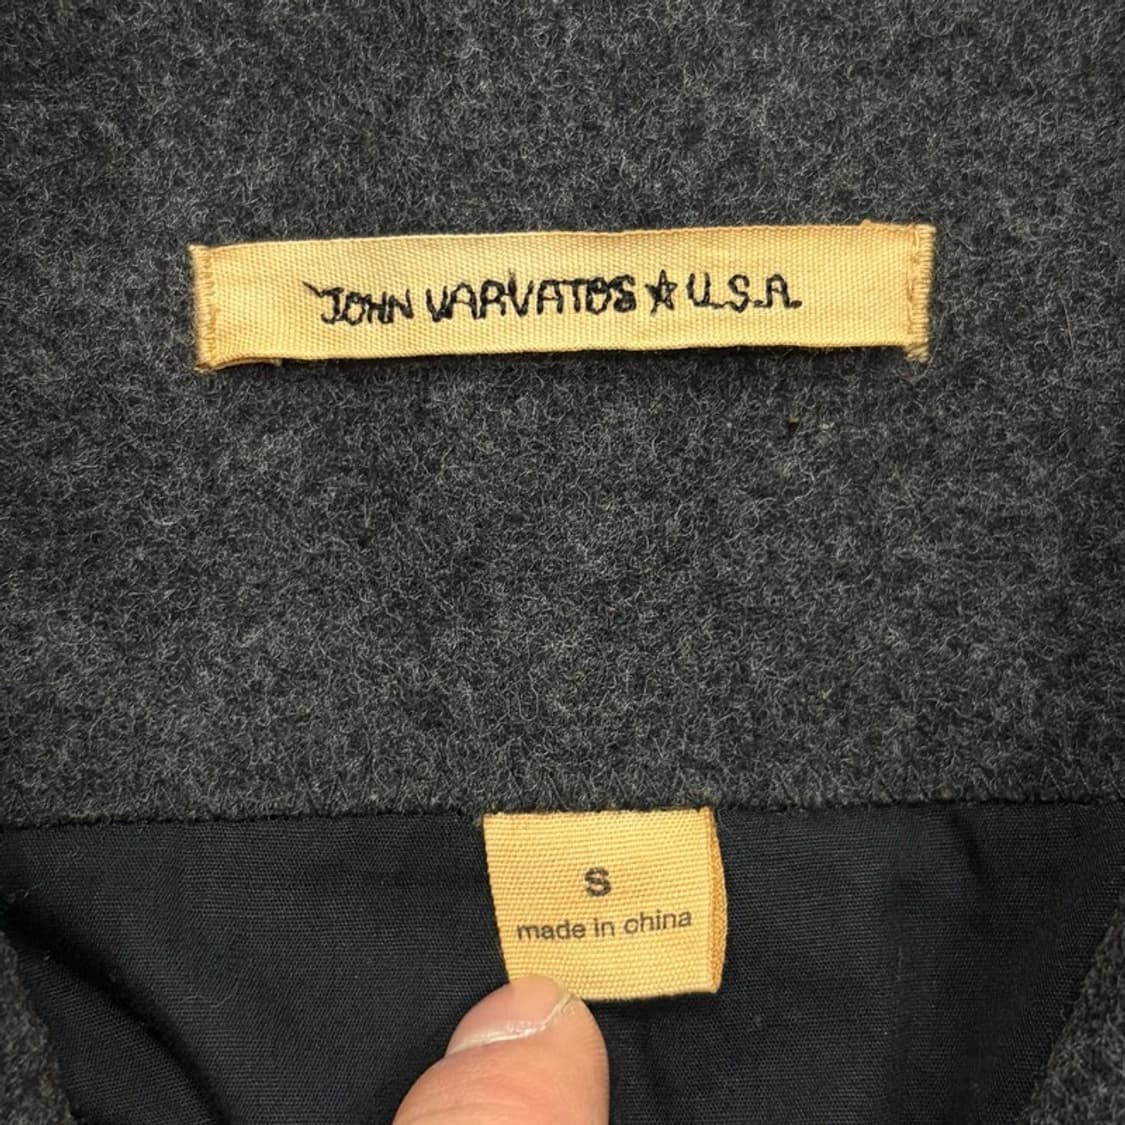 JOHN VARVATOS ☆ U.S.A.
S
made in china